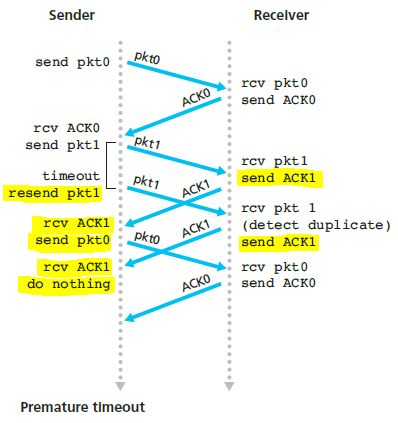 Sender
Receiver
send pkt0
pkt0
rcv pkt0
send ACK0
ACK0
rcv ACK0
send pkt1
pkt1
rcv pkt1
send ACK1
ACK1
timeout
resend pkt1
pkt1
rcv pkt 1
(detect duplicate)
send ACK1
ACK1
rcv ACK1
send pkt0
pkt0
rcv pkt0
send ACK0
ACK0
rcv ACK1
do nothing
Premature timeout